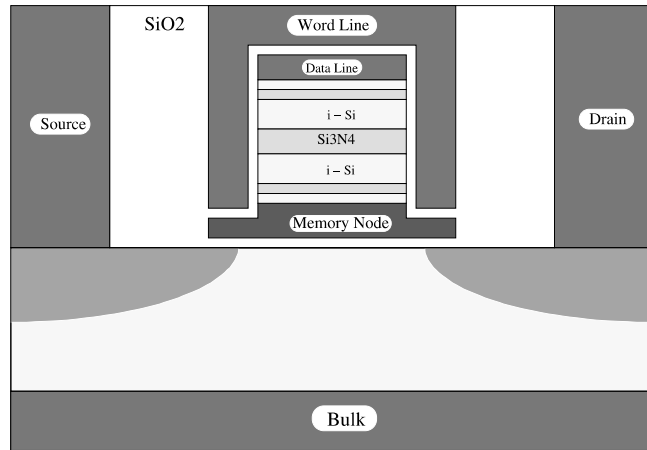 SiO2
Word Line
Data Line
Source
i – Si
Drain
Si3N4
i – Si
Memory Node
Bulk